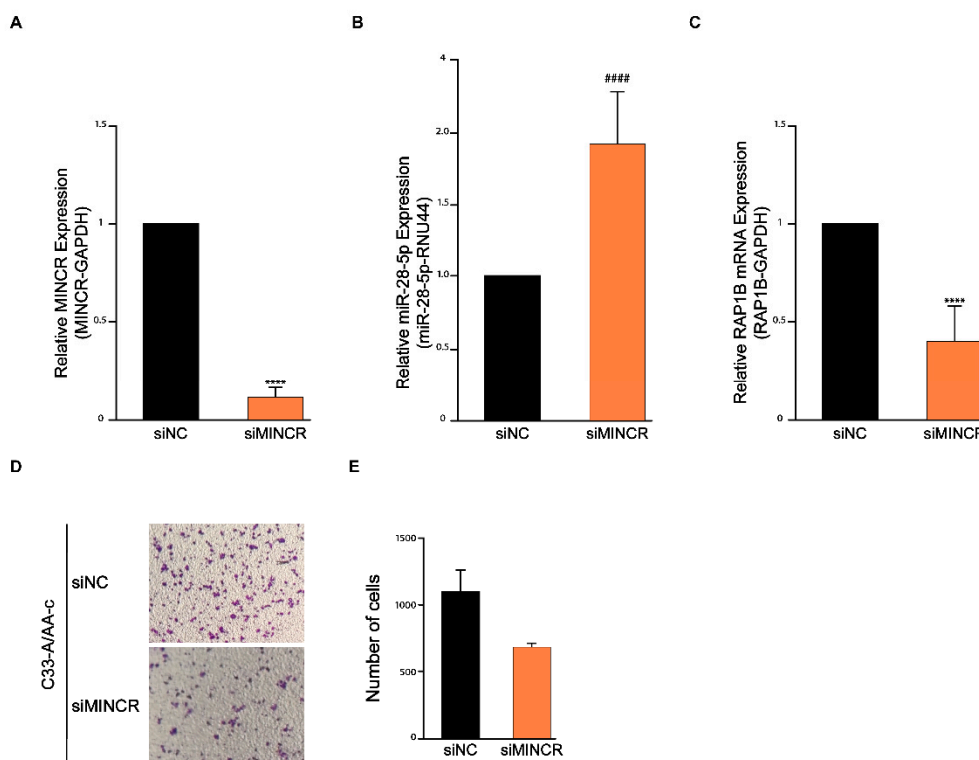 A
Relative MINCR Expression
(MINCR-GAPDH)
1.5
1
0.5
0
****
siNC
siMINCR
B
Relative miR-28-5p Expression
(miR-28-5p-RNU44)
4
2.0
1.5
1.0
0.5
0
####
siNC
siMINCR
C
Relative RAP1B mRNA Expression
(RAP1B-GAPDH)
1.5
1
0.5
0
****
siNC
siMINCR
D
C33-A/AA-c
siNC
siMINCR
E
Number of cells
1500
1000
500
0
siNC
siMINCR